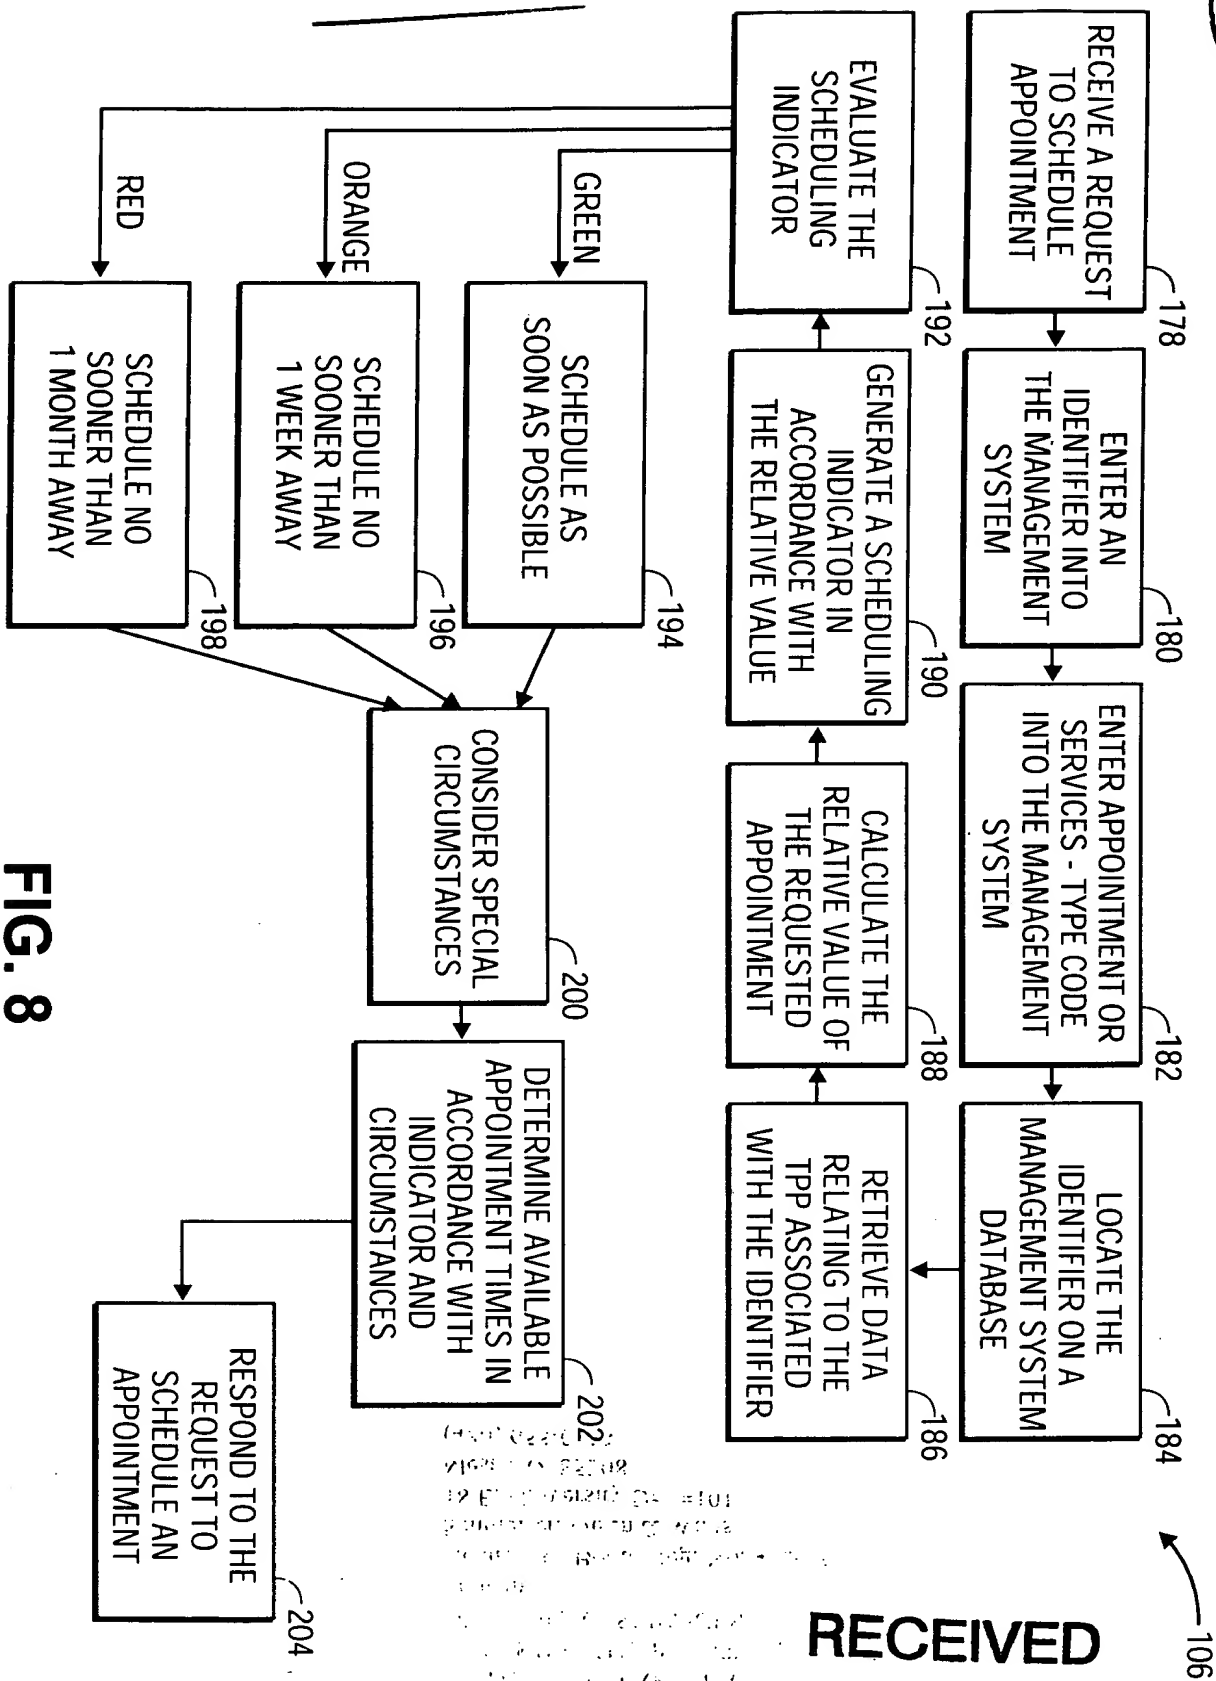 106
RECEIVE A REQUEST
TO SCHEDULE
APPOINTMENT
178
ENTER AN
IDENTIFIER INTO
THE MANAGEMENT
SYSTEM
180
ENTER APPOINTMENT OR
SERVICES - TYPE CODE
INTO THE MANAGEMENT
SYSTEM
182
LOCATE THE
IDENTIFIER ON A
MANAGEMENT SYSTEM
DATABASE
184
EVALUATE THE
SCHEDULING
INDICATOR
192
GENERATE A SCHEDULING
INDICATOR IN
ACCORDANCE WITH
THE RELATIVE VALUE
190
CALCULATE THE
RELATIVE VALUE OF
THE REQUESTED
APPOINTMENT
188
RETRIEVE DATA
RELATING TO THE
TPP ASSOCIATED
WITH THE IDENTIFIER
186
GREEN
SCHEDULE AS
SOON AS POSSIBLE
194
ORANGE
SCHEDULE NO
SOONER THAN
1 WEEK AWAY
196
RED
SCHEDULE NO
SOONER THAN
1 MONTH AWAY
198
CONSIDER SPECIAL
CIRCUMSTANCES
200
DETERMINE AVAILABLE
APPOINTMENT TIMES IN
ACCORDANCE WITH
INDICATOR AND
CIRCUMSTANCES
202
RESPOND TO THE
REQUEST TO
SCHEDULE AN
APPOINTMENT
204
RECEIVED
FIG. 8